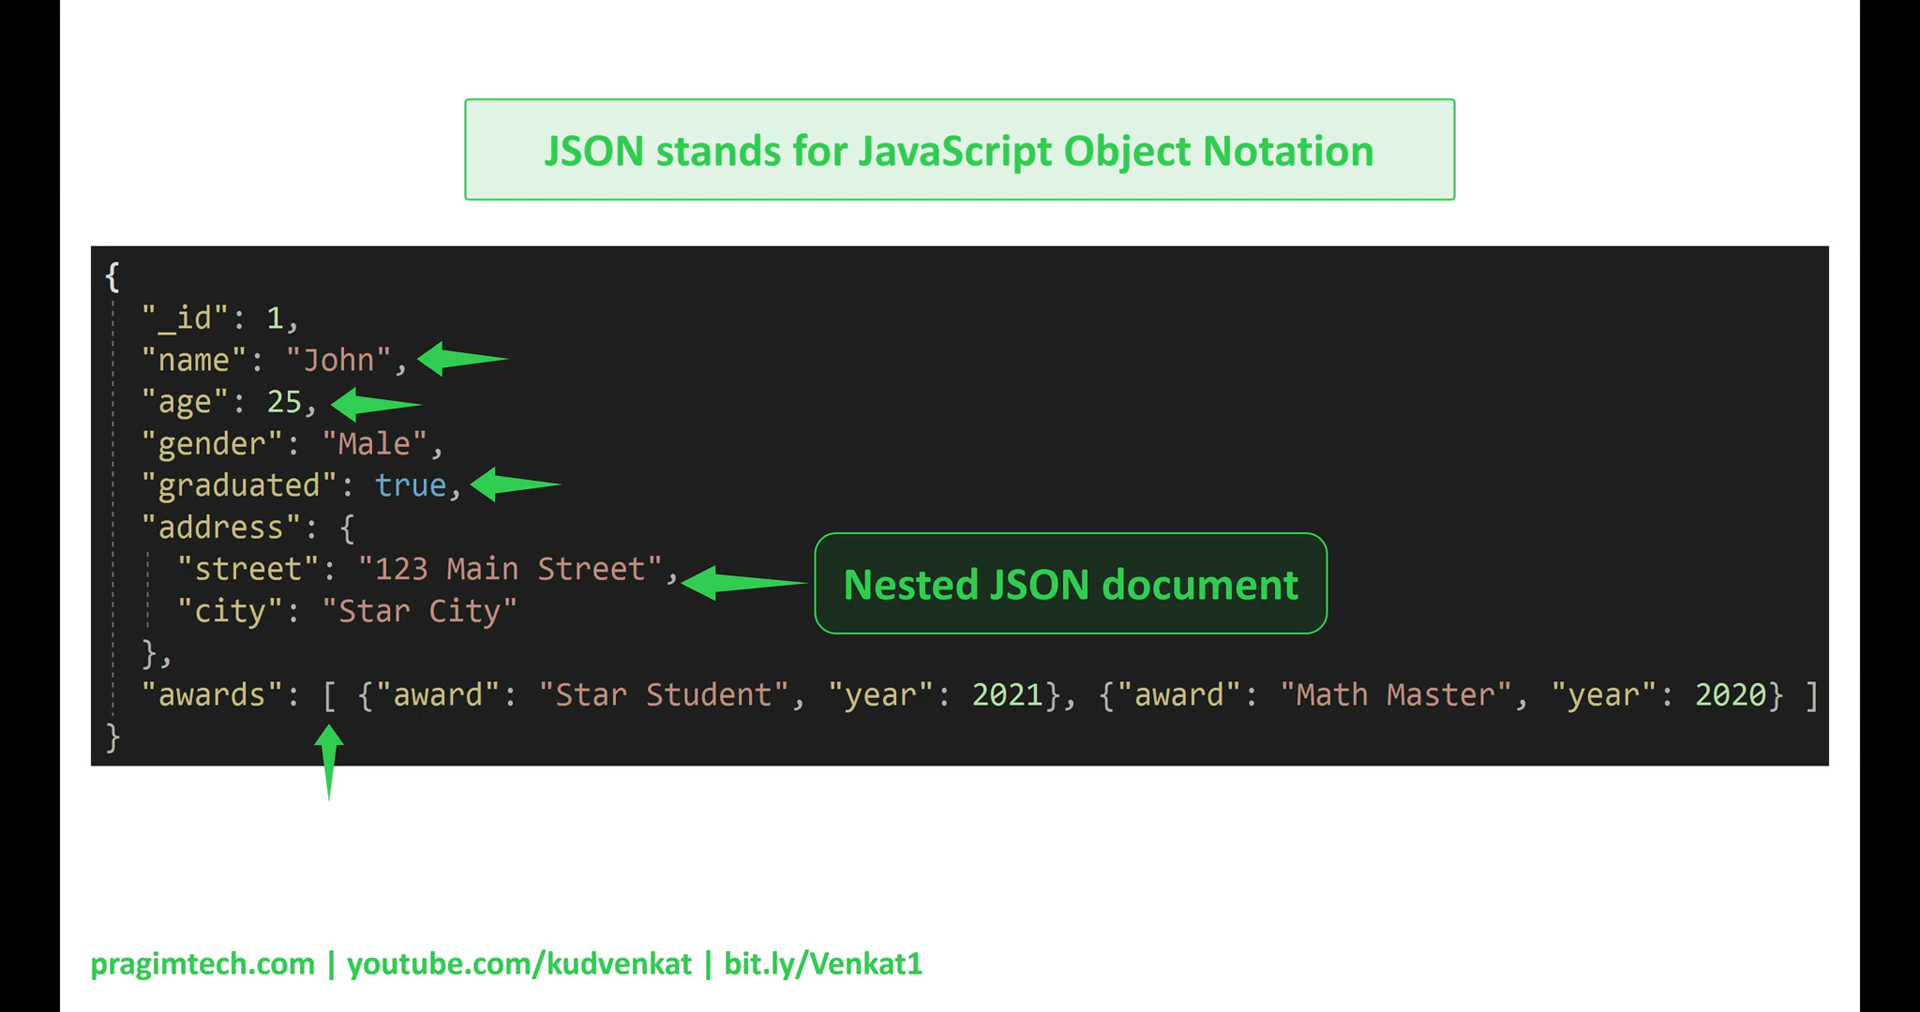 JSON stands for JavaScript Object Notation
{
"_id": 1,
"name": "John",
"age": 25,
"gender": "Male",
"graduated": true,
"address": {
"street": "123 Main Street",
Nested JSON document
"city": "Star City"
},
"awards": [ {"award": "Star Student", "year": 2021}, {"award": "Math Master", "year": 2020} ]
}
pragimtech.com | youtube.com/kudvenkat | bit.ly/Venkat1